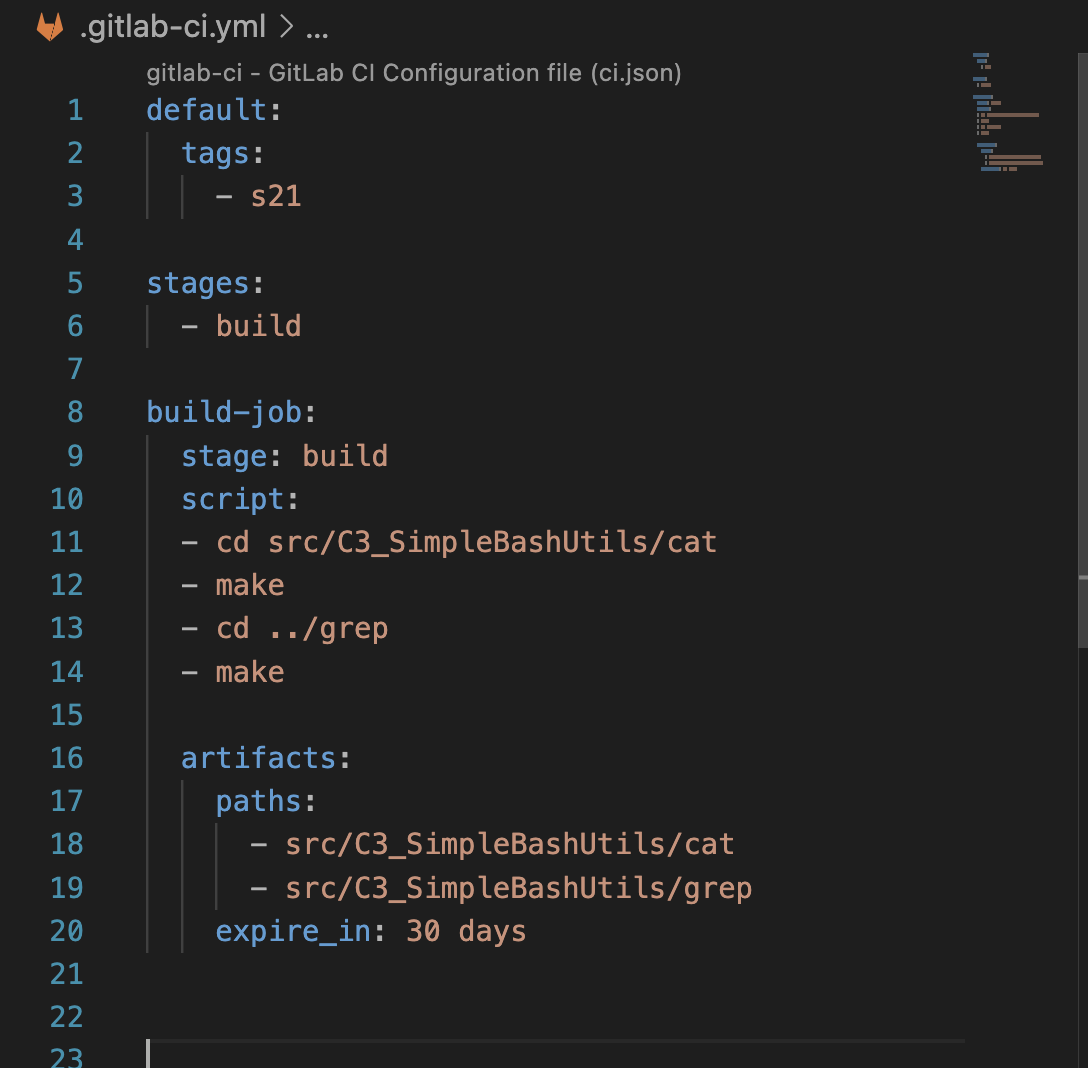 .gitlab-ci.yml > ...
gitlab-ci - GitLab CI Configuration file (ci.json)
1 default:
2   tags:
3     - s21
4
5 stages:
6   - build
7
8 build-job:
9   stage: build
10   script:
11   - cd src/C3_SimpleBashUtils/cat
12   - make
13   - cd ../grep
14   - make
15
16   artifacts:
17     paths:
18       - src/C3_SimpleBashUtils/cat
19       - src/C3_SimpleBashUtils/grep
20     expire_in: 30 days
21
22
23